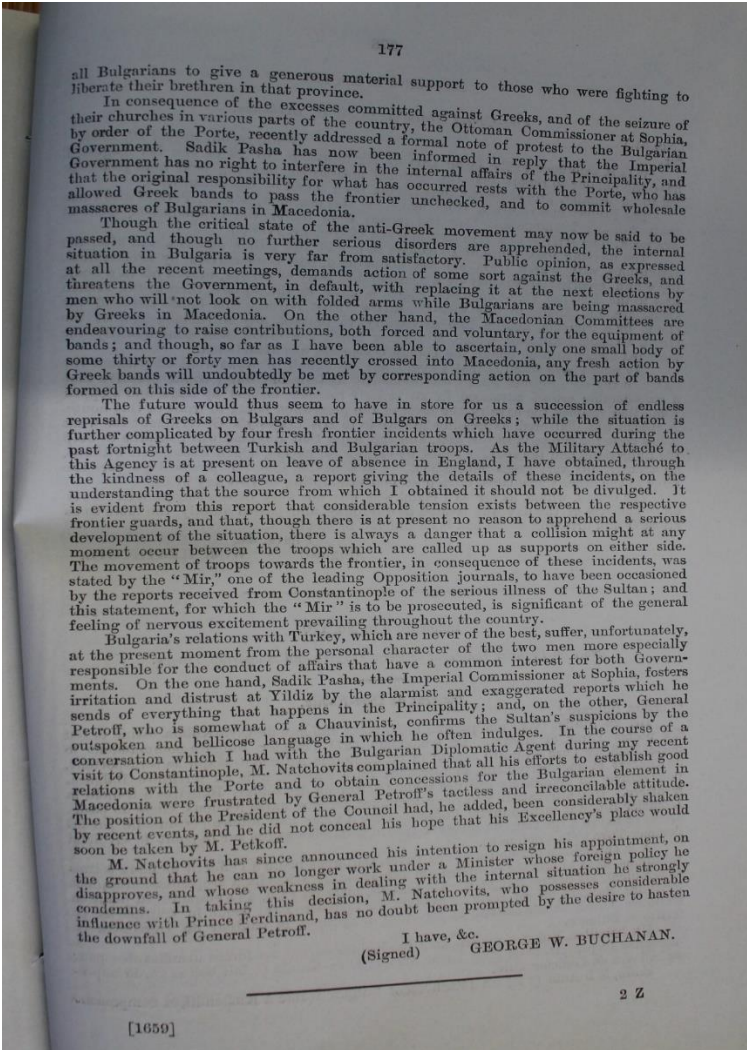 177
all Bulgarians to give a generous material support to those who were fighting to
liberate their brethren in that province.
In consequence of the excesses committed against Greeks, and of the seizure of
their churches in various parts of the country, the Ottoman Commissioner at Sophia,
by order of the Porte, recently addressed a formal note of protest to the Bulgarian
Government. Sadik Pasha has now been informed in reply that the Imperial
Government has no right to interfere in the internal affairs of the Principality, and
that the original responsibility for what has occurred rests with the Porte, who has
allowed Greek bands to pass the frontier unchecked, and to commit wholesale
massacres of Bulgarians in Macedonia.
Though the critical state of the anti-Greek movement may now be said to be
passed, and though no further serious disorders are apprehended, the internal
situation in Bulgaria is very far from satisfactory. Public opinion, as expressed
at all the recent meetings, demands action of some sort against the Greeks, and
threatens the Government, in default, with replacing it at the next elections by
men who will not look on with folded arms while Bulgarians are being massacred
by Greeks in Macedonia. On the other hand, the Macedonian Committees are
endeavouring to raise contributions, both forced and voluntary, for the equipment of
bands; and though, so far as I have been able to ascertain, only one small body of
some thirty or forty men has recently crossed into Macedonia, any fresh action by
Greek bands will undoubtedly be met by corresponding action on the part of bands
formed on this side of the frontier.
The future would thus seem to have in store for us a succession of endless
reprisals of Greeks on Bulgars and of Bulgars on Greeks; while the situation is
further complicated by four fresh frontier incidents which have occurred during the
past fortnight between Turkish and Bulgarian troops. As the Military Attaché to
this Agency is at present on leave of absence in England, I have obtained, through
the kindness of a colleague, a report giving the details of these incidents, on the
understanding that the source from which I obtained it should not be divulged. It
is evident from this report that considerable tension exists between the respective
frontier guards, and that, though there is at present no reason to apprehend a serious
development of the situation, there is always a danger that a collision might at any
moment occur between the troops which are called up as supports on either side.
The movement of troops towards the frontier, in consequence of these incidents, was
stated by the "Mir," one of the leading Opposition journals, to have been occasioned
by the reports received from Constantinople of the serious illness of the Sultan; and
this statement, for which the "Mir" is to be prosecuted, is significant of the general
feeling of nervous excitement prevailing throughout the country.
Bulgaria's relations with Turkey, which are never of the best, suffer, unfortunately,
at the present moment from the personal character of the two men more especially
responsible for the conduct of affairs that have a common interest for both Govern-
ments. On the one hand, Sadik Pasha, the Imperial Commissioner at Sophia, fosters
irritation and distrust at Yildiz by the alarmist and exaggerated reports which he
sends of everything that happens in the Principality; and, on the other, General
Petroff, who is somewhat of a Chauvinist, confirms the Sultan's suspicions by the
outspoken and bellicose language in which he often indulges. In the course of a
conversation which I had with the Bulgarian Diplomatic Agent during my recent
visit to Constantinople, M. Natchovits complained that all his efforts to establish good
relations with the Porte and to obtain concessions for the Bulgarian element in
Macedonia were frustrated by General Petroff's tactless and irreconcilable attitude.
The position of the President of the Council had, he added, been considerably shaken
by recent events, and he did not conceal his hope that his Excellency's place would
soon be taken by M. Petkoff.
M. Natchovits has since announced his intention to resign his appointment, on
the ground that he can no longer work under a Minister whose foreign policy he
disapproves, and whose weakness in dealing with the internal situation he strongly
condemns. In taking this decision, M. Natchovits, who possesses considerable
influence with Prince Ferdinand, has no doubt been prompted by the desire to hasten
the downfall of General Petroff.
I have, &c.
(Signed) GEORGE W. BUCHANAN.
2 Z
[1659]